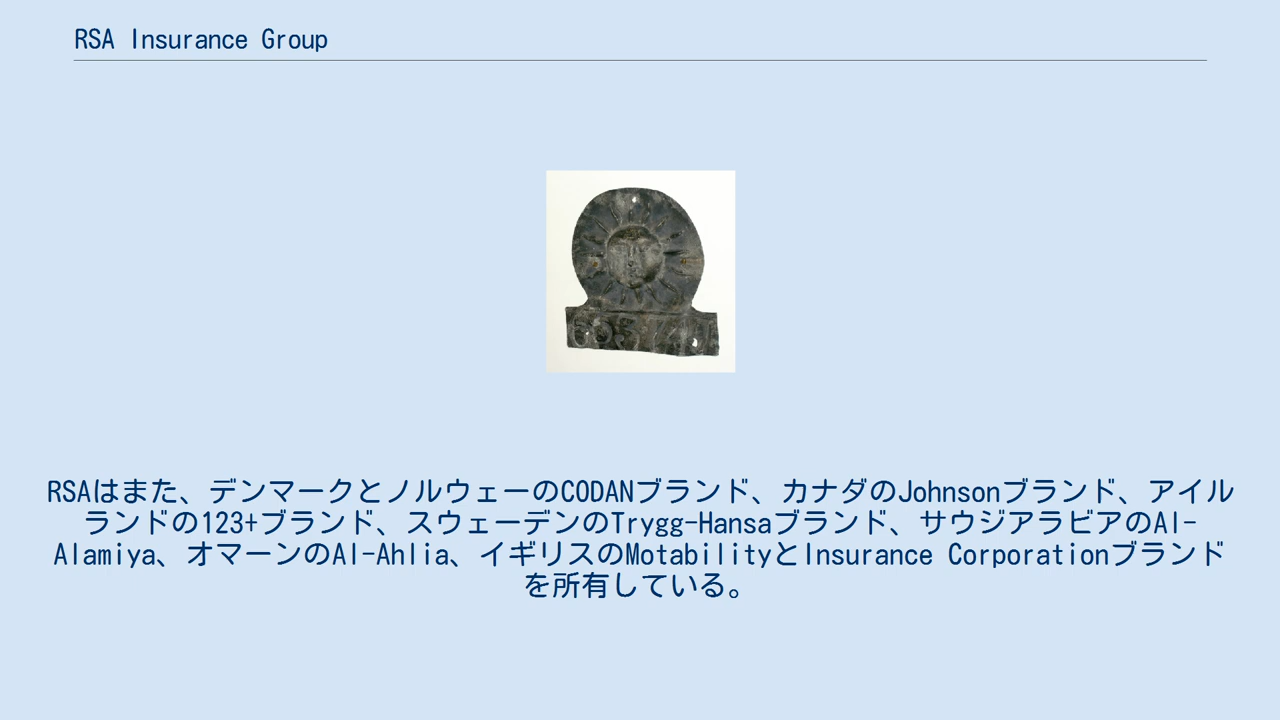 RSA Insurance Group
RSAはまた、デンマークとノルウェーのCODANブランド、カナダのJohnsonブランド、アイル
ランドの123+ブランド、スウェーデンのTrygg-Hansaブランド、サウジアラビアのAl-
Alamiya、オマーンのAl-Ahlia、イギリスのMotabilityとInsurance Corporationブランド
を所有している。